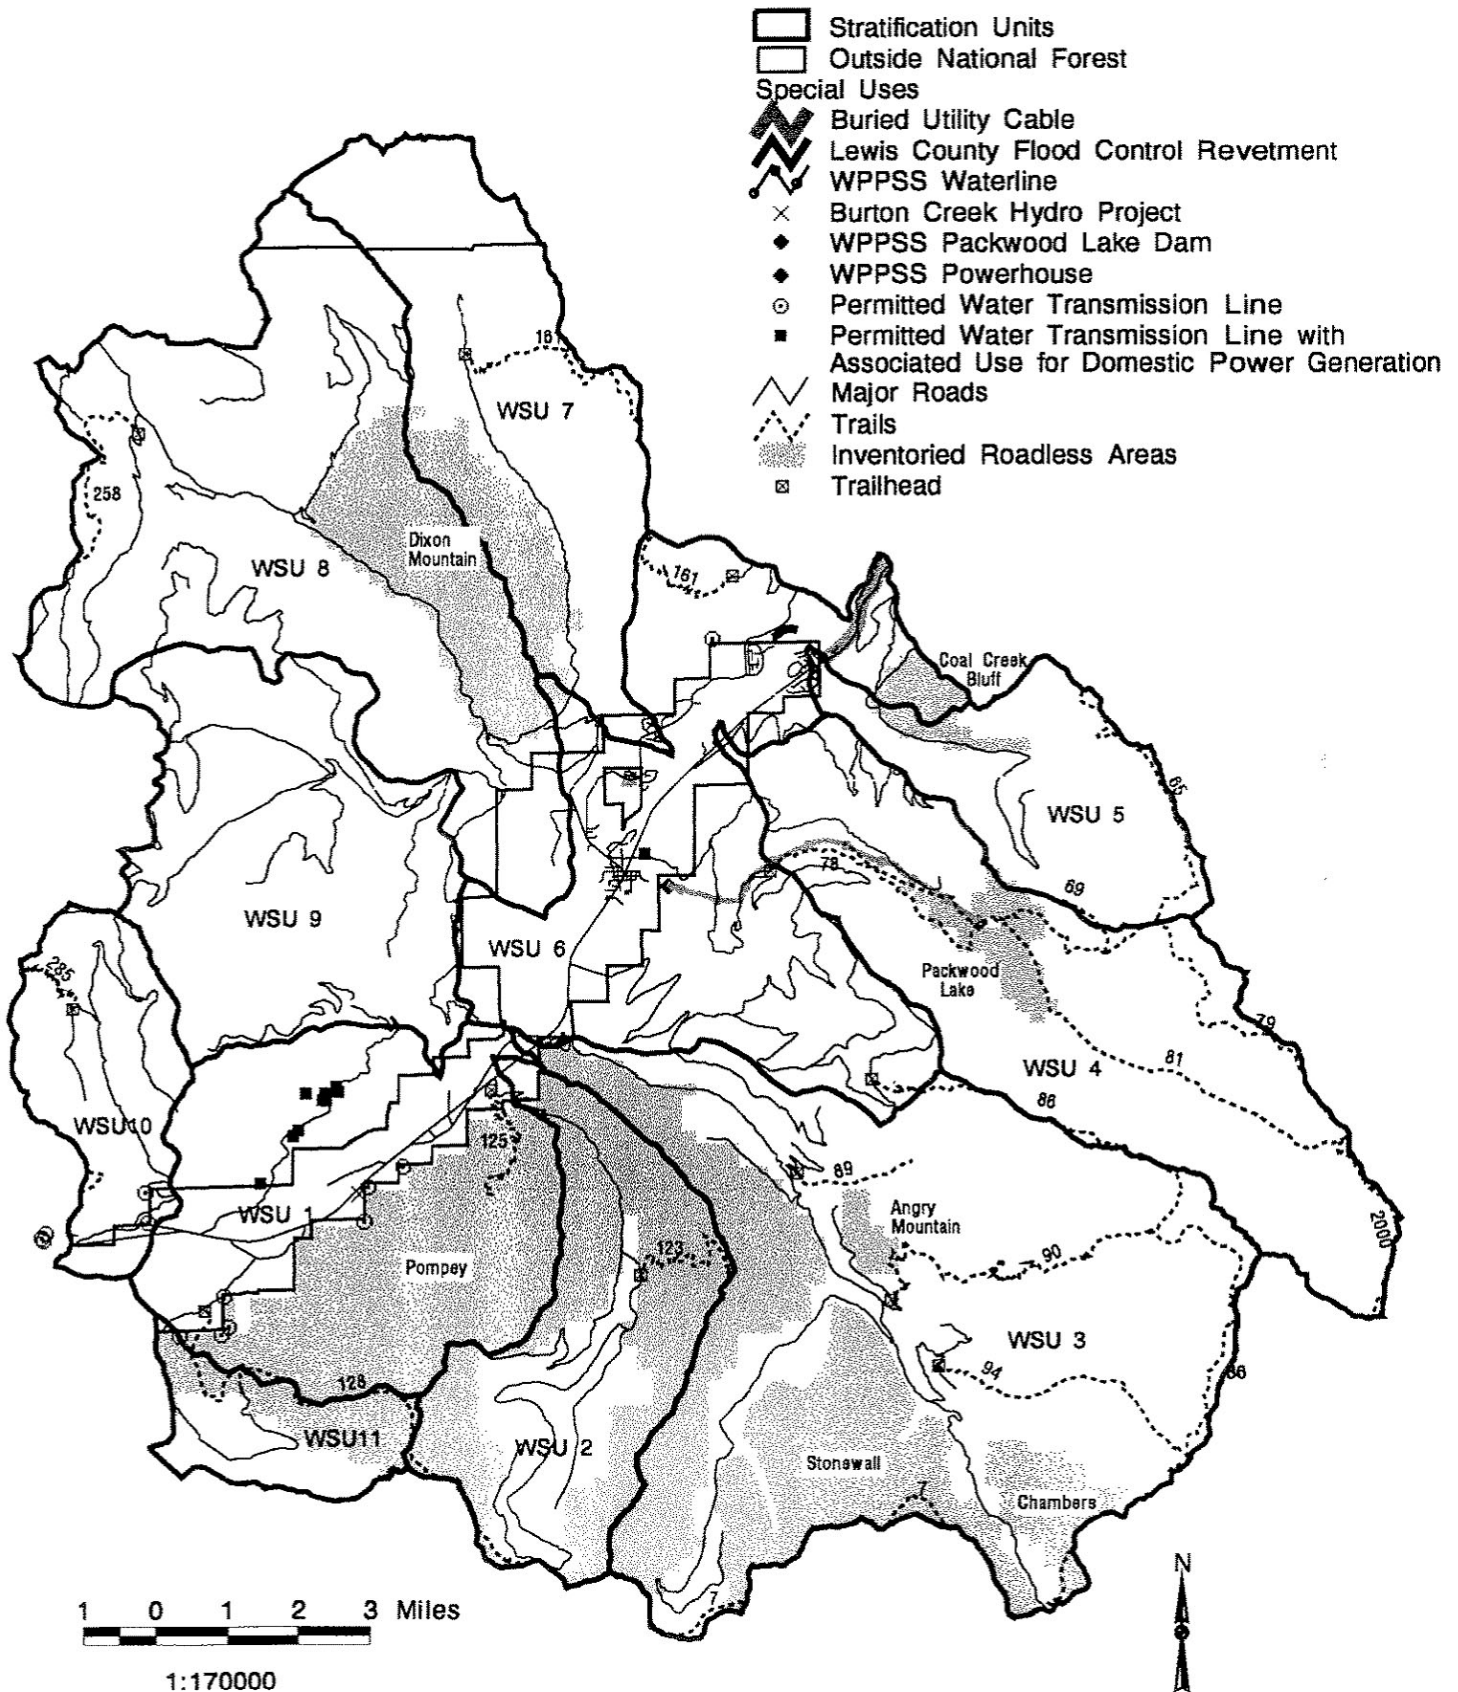 Stratification Units
Outside National Forest
Special Uses
Buried Utility Cable
Lewis County Flood Control Revetment
WPPSS Waterline
Burton Creek Hydro Project
WPPSS Packwood Lake Dam
WPPSS Powerhouse
Permitted Water Transmission Line
Permitted Water Transmission Line with
Associated Use for Domestic Power Generation
Major Roads
Trails
Inventoried Roadless Areas
Trailhead
161
WSU 7
258
Dixon
Mountain
WSU 8
161
Coal Creek
Bluff
65
WSU 5
78
69
WSU 9
WSU 6
Packwood
Lake
285
79
81
WSU 4
86
WSU10
125
89
WSU 1
Angry
Mountain
2000
123
90
Pompey
WSU 3
94
86
128
WSU11
WSU 2
Stonewall
7
Chambers
7
N
1 0 1 2 3 Miles
1:170000